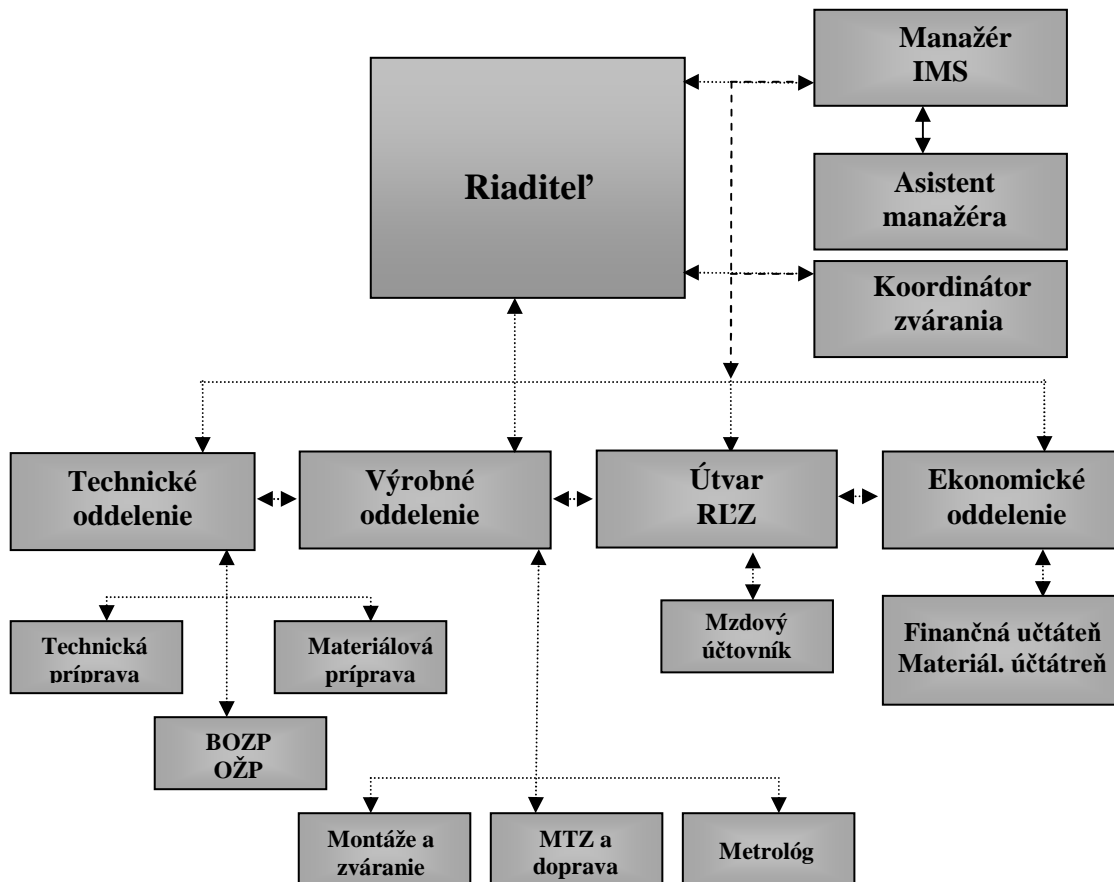 Manažér
IMS
Riaditeľ
Asistent
manažéra
Koordinátor
zvárania
Technické
oddelenie
Výrobné
oddelenie
Útvar
RĽZ
Ekonomické
oddelenie
Technická
príprava
Materiálová
príprava
Mzdový
účtovník
Finančná učtáteň
Materiál. účtátreň
BOZP
OŽP
Montáže a
zváranie
MTZ a
doprava
Metrológ